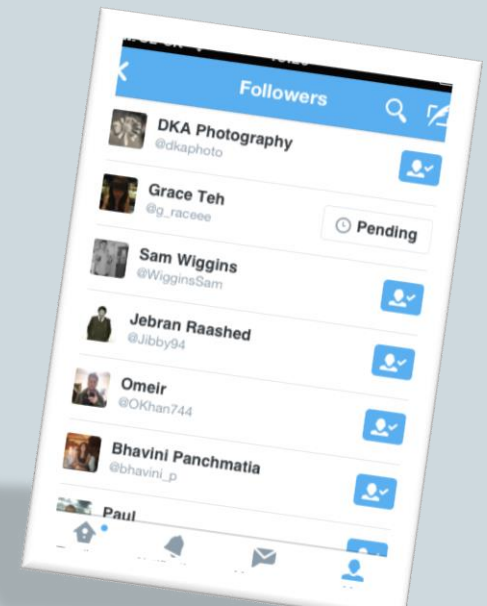 Followers
DKA Photography
@dkaphoto
Grace Teh
@g_raceee
Pending
Sam Wiggins
@WigginsSam
Jebran Raashed
@Jibby94
Omeir
@OKhan744
Bhavini Panchmatia
@bhavini_p
Paul